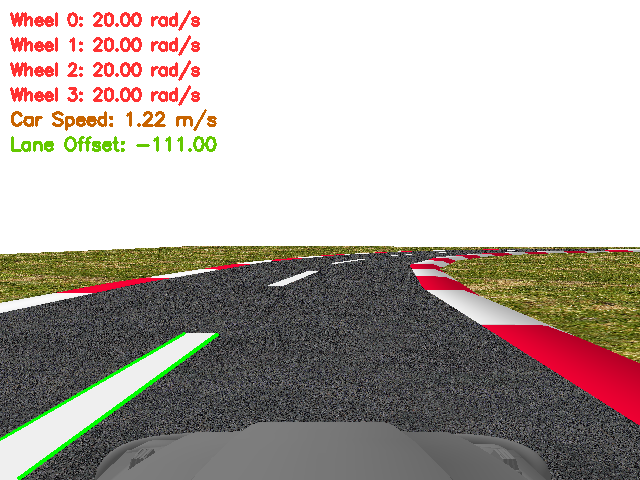 Wheel 0: 20.00 rad/s
Wheel 1: 20.00 rad/s
Wheel 2: 20.00 rad/s
Wheel 3: 20.00 rad/s
Car Speed: 1.22 m/s
Lane Offset: -111.00